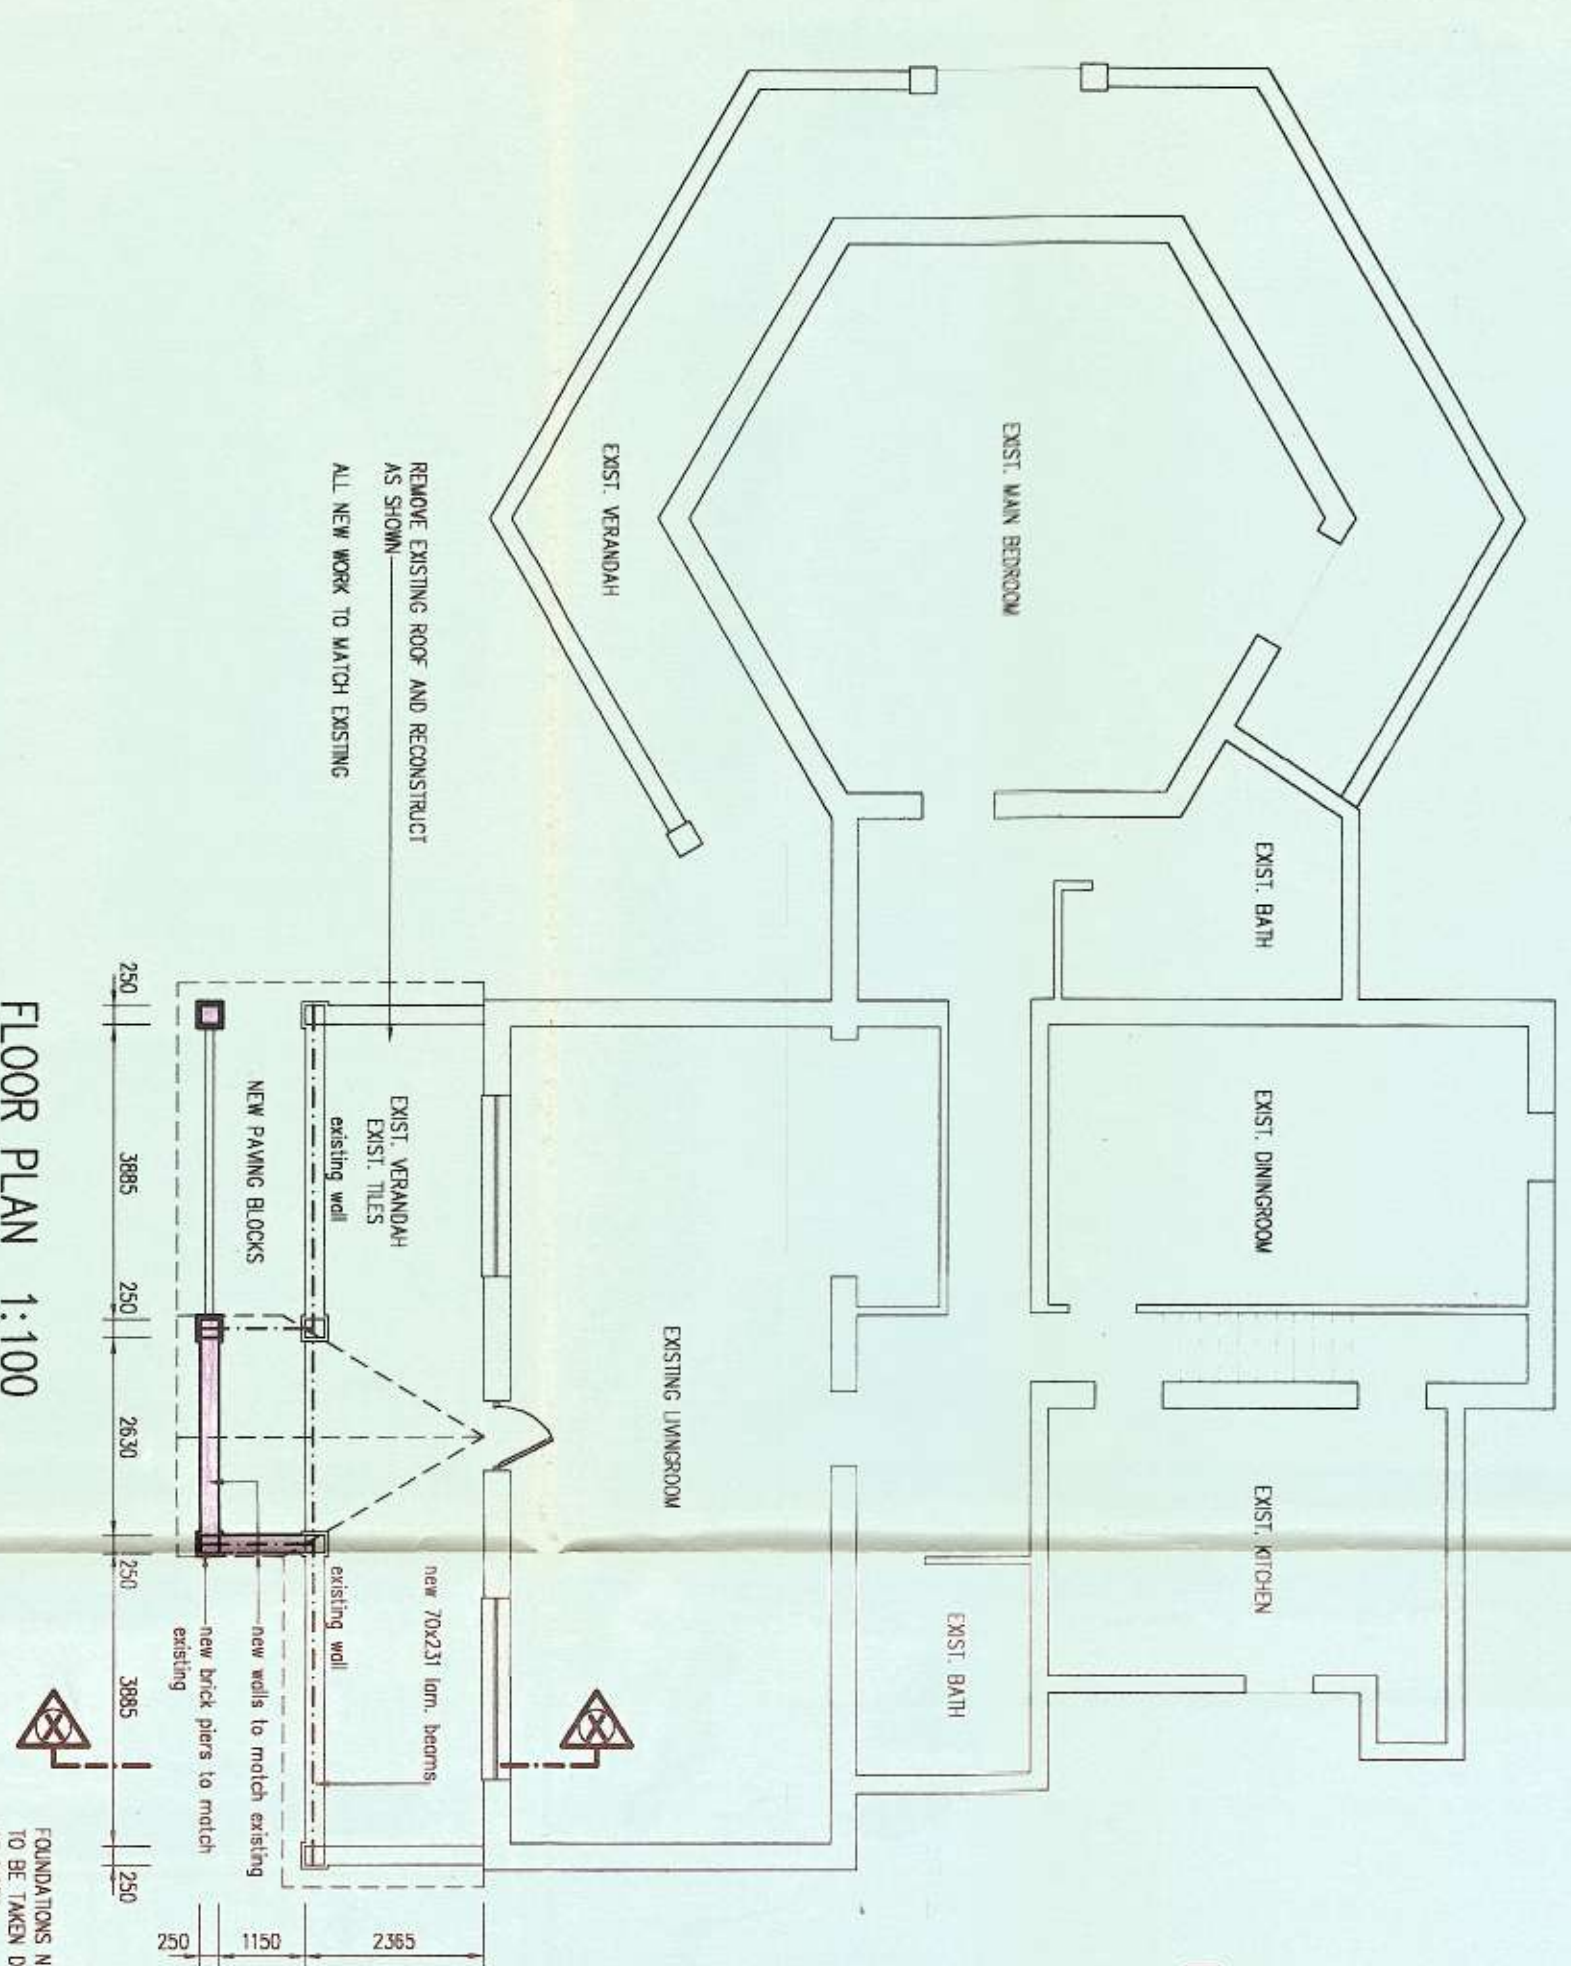 EXIST. MAIN BEDROOM
EXIST. VERANDAH
REMOVE EXISTING ROOF AND RECONSTRUCT
AS SHOWN
ALL NEW WORK TO MATCH EXISTING
EXIST. BATH
EXIST. DININGROOM
EXIST. KITCHEN
EXIST. BATH
EXISTING LIVINGROOM
EXIST. VERANDAH
EXIST. TILES
existing wall
NEW PAVING BLOCKS
new 70x231 lam. beams
existing wall
new walls to match existing
new brick piers to match
existing
250
3885
250
2630
250
3885
250
250
1150
2365
X
X
FLOOR PLAN 1:100
FOUNDATIONS N
TO BE TAKEN D